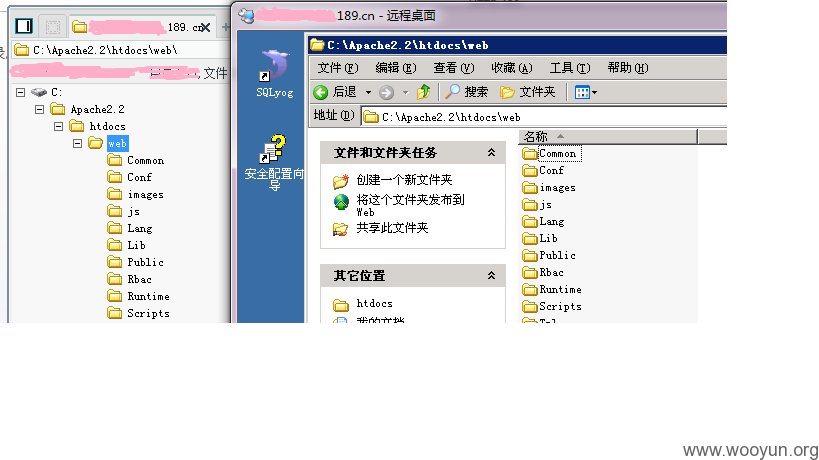 189.cn
C:\Apache2.2\htdocs\web\
文件
C:
Apache2.2
htdocs
web
Common
Conf
images
js
Lang
Lib
Public
Rbac
Runtime
Scripts
189.cn - 远程桌面
SQLyog
安全配置向
导
C:\Apache2.2\htdocs\web
文件(F) 编辑(E) 查看(V) 收藏(A) 工具(T) 帮助(H)
后退 搜索 文件夹
地址(D) C:\Apache2.2\htdocs\web
文件和文件夹任务
创建一个新文件夹
将这个文件夹发布到
Web
共享此文件夹
其它位置
htdocs
我的文档
名称
Common
Conf
images
js
Lang
Lib
Public
Rbac
Runtime
Scripts
www.wooyun.org